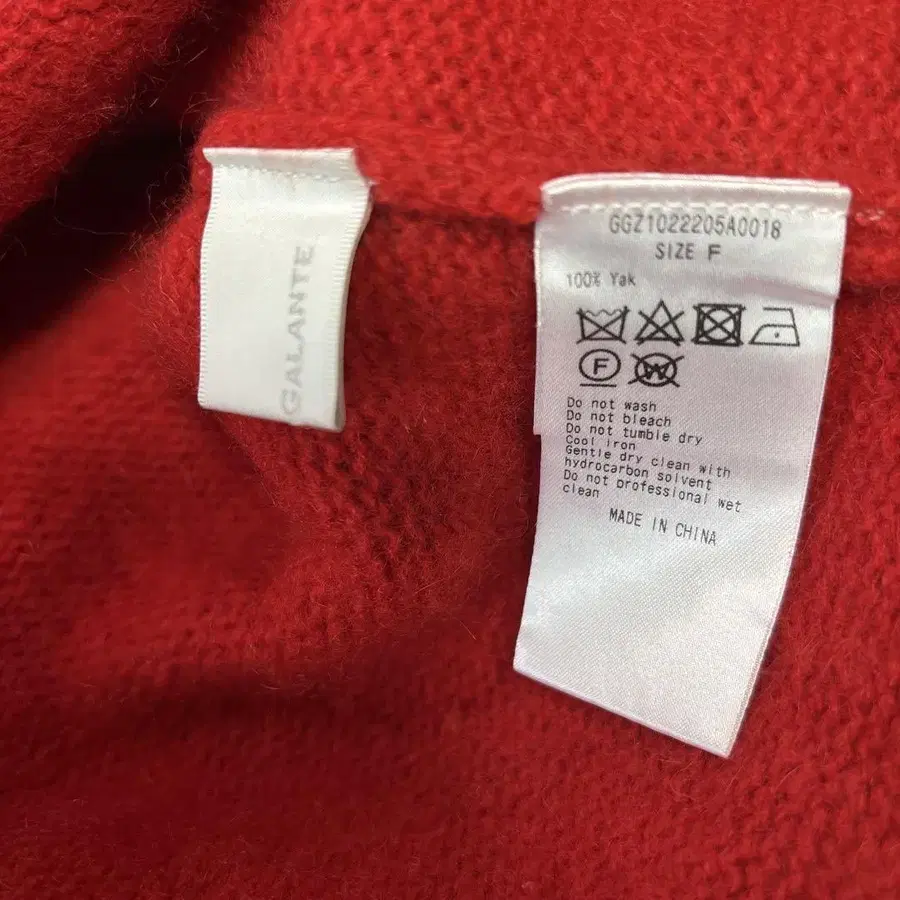 GALANTE
GGZ1022205A0018
SIZE F
100% Yak
F
W
Do not wash
Do not bleach
Do not tumble dry
Cool iron
Gentle dry clean with
hydrocarbon solvent
Do not professional wet
clean
MADE IN CHINA